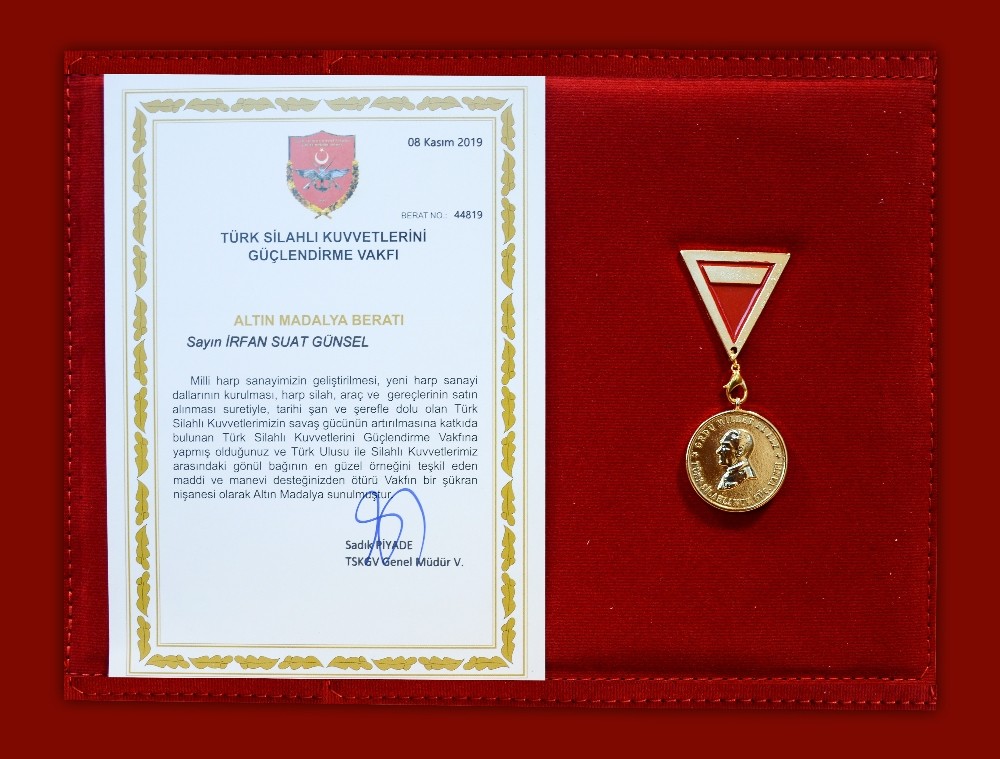 08 Kasım 2019
BERAT NO.: 44819
TÜRK SİLAHLI KUVVETLERİNİ
GÜÇLENDİRME VAKFI
ALTIN MADALYA BERATI
Sayın İRFAN SUAT GÜNSEL
Milli harp sanayimizin geliştirilmesi, yeni harp sanayi
dallarının kurulması, harp silah, araç ve gereçlerinin satın
alınması suretiyle, tarihi şan ve şerefle dolu olan Türk
Silahlı Kuvvetlerimizin savaş gücünün artırılmasına katkıda
bulunan Türk Silahlı Kuvvetlerini Güçlendirme Vakfına
yapmış olduğunuz ve Türk Ulusu ile Silahlı Kuvvetlerimiz
arasındaki gönül bağının en güzel örneğini teşkil eden
maddi ve manevi desteğinizden ötürü Vakfın bir şükran
nişanesi olarak Altın Madalya sunulmuştur.
Sadık PİYADE
TSKGV Genel Müdür V.
ORDU MİLLET